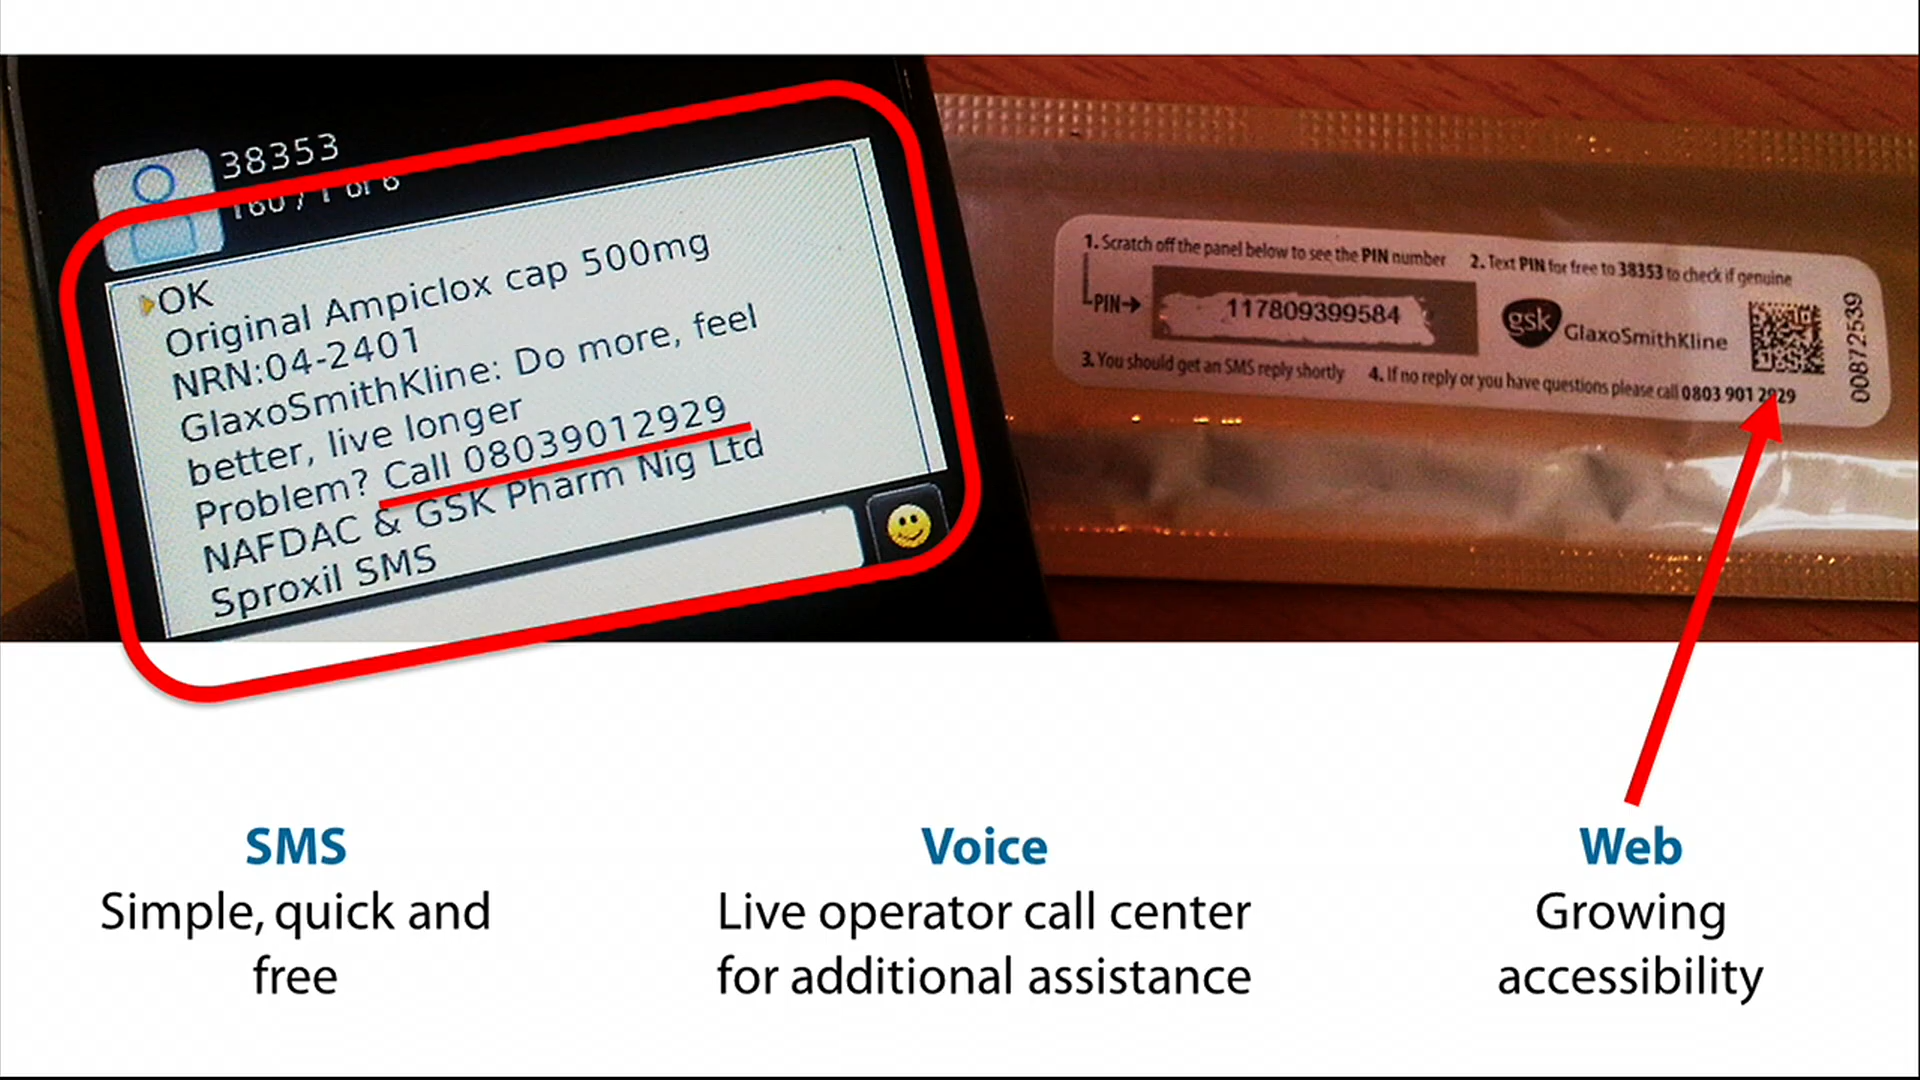 38353
160 / 1 of 6
OK
Original Ampiclox cap 500mg
NRN:04-2401
GlaxoSmithKline: Do more, feel
better, live longer
Problem? Call 08039012929
NAFDAC & GSK Pharm Nig Ltd
Sproxil SMS
1. Scratch off the panel below to see the PIN number
2. Text PIN for free to 38353 to check if genuine
PIN→
117809399584
gsk GlaxoSmithKline
00872539
3. You should get an SMS reply shortly
4. If no reply or you have questions please call 0803 901 2929
SMS
Simple, quick and
free
Voice
Live operator call center
for additional assistance
Web
Growing
accessibility